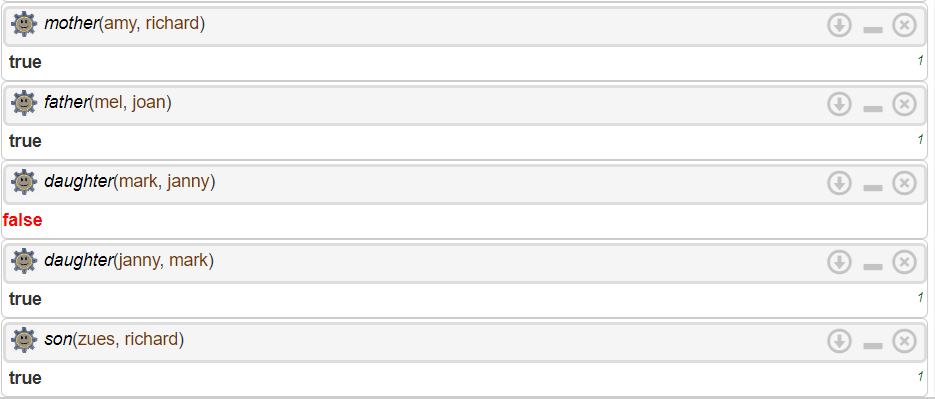 mother(amy, richard)
true
1
father(mel, joan)
true
1
daughter(mark, janny)
false
daughter(janny, mark)
true
1
son(zues, richard)
true
1